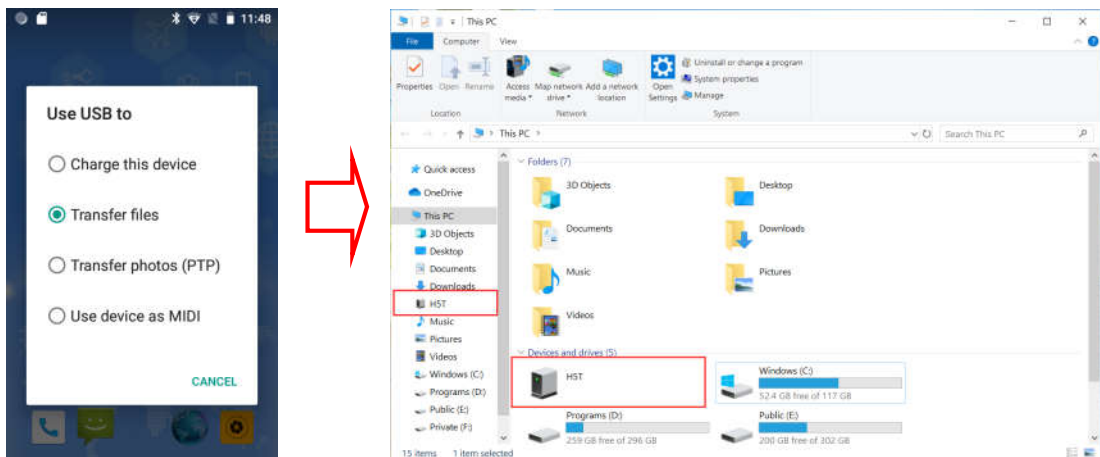 11:48
Use USB to
Charge this device
Transfer files
Transfer photos (PTP)
Use device as MIDI
CANCEL
This PC
File Computer View
Properties Open Rename
Access media Map network drive Add a network location
Open Settings
Uninstall or change a program
System properties
Manage
Location Network System
This PC
Search This PC
Quick access
OneDrive
This PC
3D Objects
Desktop
Documents
Downloads
H5T
Music
Pictures
Videos
Windows (C:)
Programs (D:)
Public (E:)
Private (F:)
Folders (7)
3D Objects
Desktop
Documents
Downloads
Music
Pictures
Videos
Devices and drives (5)
H5T
Windows (C:)
52.4 GB free of 117 GB
Programs (D:)
259 GB free of 296 GB
Public (E:)
200 GB free of 302 GB
15 items 1 item selected